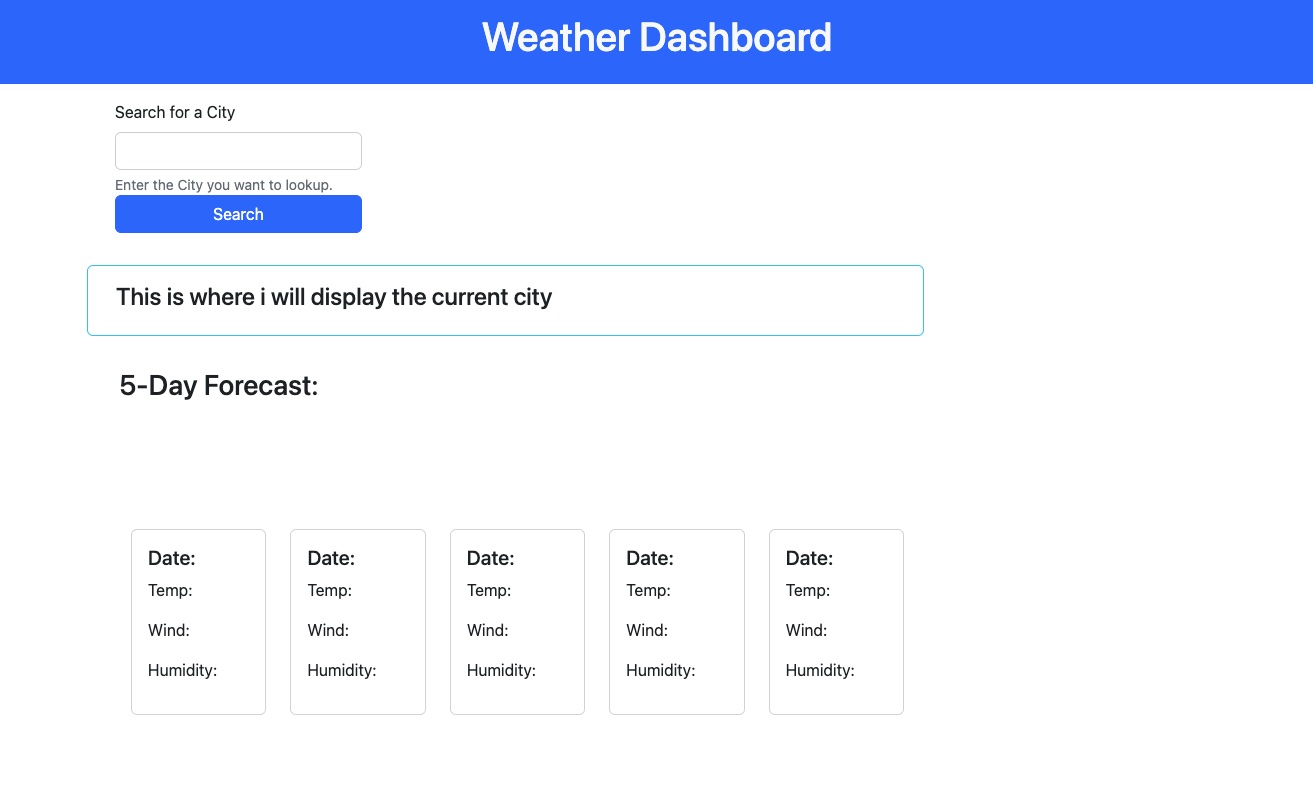 Weather Dashboard
Search for a City
Enter the City you want to lookup.
Search
This is where i will display the current city
5-Day Forecast:
Date:
Temp:
Wind:
Humidity:
Date:
Temp:
Wind:
Humidity:
Date:
Temp:
Wind:
Humidity:
Date:
Temp:
Wind:
Humidity:
Date:
Temp:
Wind:
Humidity: